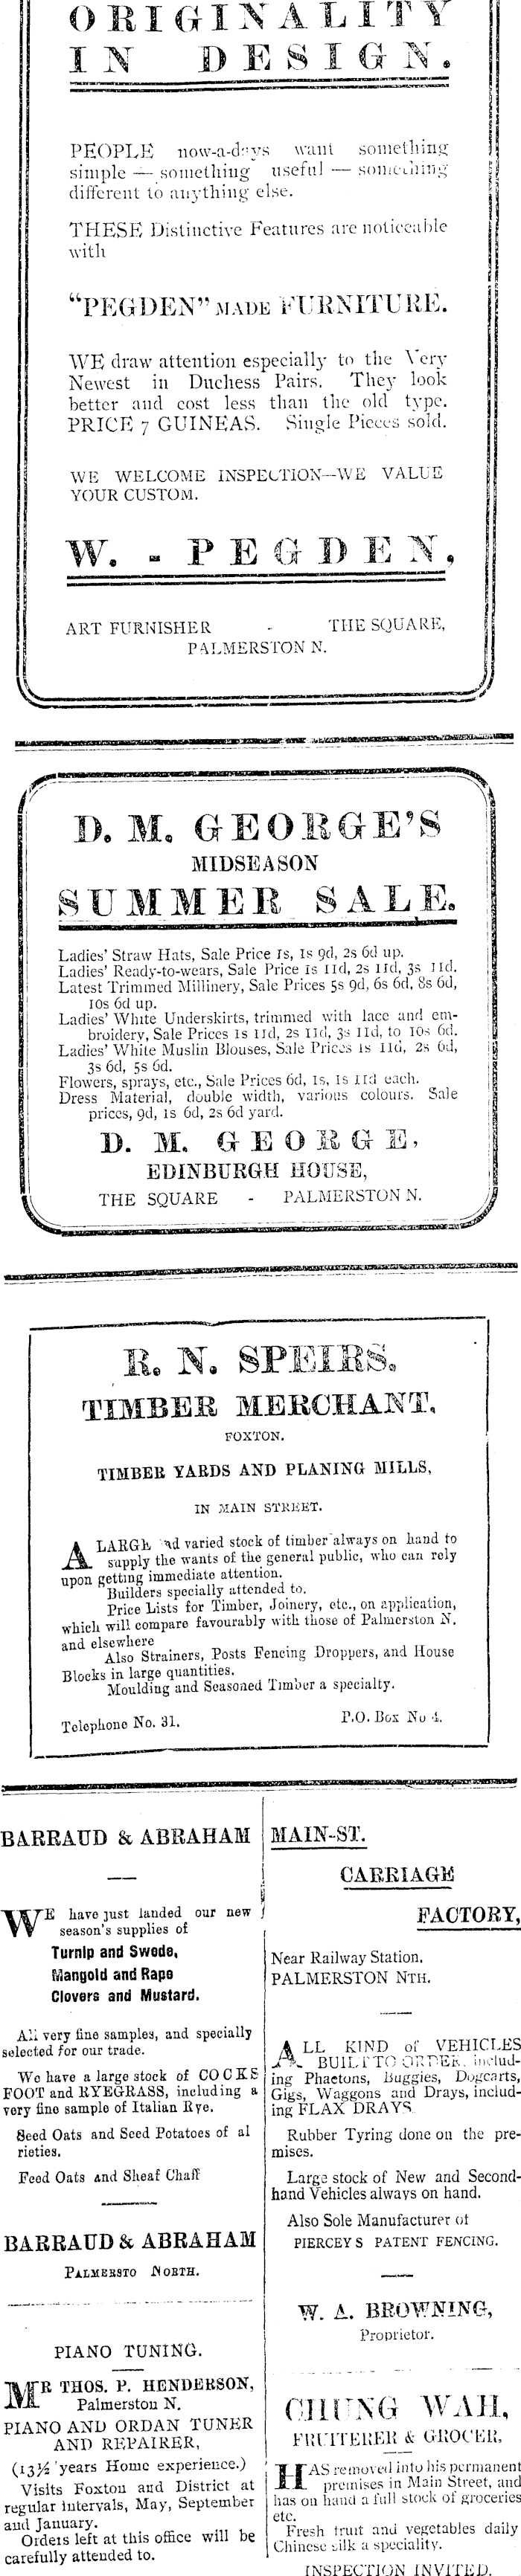 ORIGINALITY
IN DESIGN.
PEOPLE now-a-days want something
simple — something useful — something
different to anything else.
THESE Distinctive Features are noticeable
with
"PEGDEN" MADE FURNITURE.
WE draw attention especially to the Very
Newest in Duchess Pairs. They look
better and cost less than the old type.
PRICE 7 GUINEAS. Single Pieces sold.
WE WELCOME INSPECTION—WE VALUE
YOUR CUSTOM.
W. - PEGDEN,
ART FURNISHER - THE SQUARE,
PALMERSTON N.
D. M. GEORGE'S
MIDSEASON
SUMMER SALE.
Ladies' Straw Hats, Sale Price 1s, 1s 9d, 2s 6d up.
Ladies' Ready-to-wears, Sale Price 1s 11d, 2s 11d, 3s 11d.
Latest Trimmed Millinery, Sale Prices 5s 9d, 6s 6d, 8s 6d,
10s 6d up.
Ladies' White Underskirts, trimmed with lace and em-
broidery, Sale Prices 1s 11d, 2s 11d, 3s 11d, to 10s 6d.
Ladies' White Muslin Blouses, Sale Prices 1s 11d, 2s 6d,
3s 6d, 5s 6d.
Flowers, sprays, etc., Sale Prices 6d, 1s, 1s 11d each.
Dress Material, double width, various colours. Sale
prices, 9d, 1s 6d, 2s 6d yard.
D. M. GEORGE,
EDINBURGH HOUSE,
THE SQUARE - PALMERSTON N.
R. N. SPEIRS.
TIMBER MERCHANT.
FOXTON.
TIMBER YARDS AND PLANING MILLS,
IN MAIN STREET.
A LARGE and varied stock of timber always on hand to
supply the wants of the general public, who can rely
upon getting immediate attention.
Builders specially attended to.
Price Lists for Timber, Joinery, etc., on application,
which will compare favourably with those of Palmerston N.
and elsewhere
Also Strainers, Posts Fencing Droppers, and House
Blocks in large quantities.
Moulding and Seasoned Timber a specialty.
Telephone No. 31. P.O. Box No 4.
BARRAUD & ABRAHAM
WE have just landed our new
season's supplies of
Turnip and Swede,
Mangold and Rape
Clovers and Mustard.
All very fine samples, and specially
selected for our trade.
We have a large stock of COCKS
FOOT and RYEGRASS, including a
very fine sample of Italian Rye.
Seed Oats and Seed Potatoes of al
rieties.
Feed Oats and Sheaf Chaff
BARRAUD & ABRAHAM
PALMERSTO NORTH.
PIANO TUNING.
MR THOS. P. HENDERSON,
Palmerston N.
PIANO AND ORDAN TUNER
AND REPAIRER,
(13½ years Home experience.)
Visits Foxton and District at
regular intervals, May, September
and January.
Orders left at this office will be
carefully attended to.
MAIN-ST.
CARRIAGE
FACTORY,
Near Railway Station.
PALMERSTON NTH.
ALL KIND of VEHICLES
BUILT TO ORDER, includ-
ing Phaetons, Buggies, Dogcarts,
Gigs, Waggons and Drays, includ-
ing FLAX DRAYS
Rubber Tyring done on the pre-
mises.
Large stock of New and Second-
hand Vehicles always on hand.
Also Sole Manufacturer of
PIERCEY S PATENT FENCING.
W. A. BROWNING,
Proprietor.
CHUNG WAH,
FRUITERER & GROCER,
HAS removed into his permanent
premises in Main Street, and
has on hand a full stock of groceries
etc.
Fresh fruit and vegetables daily
Chinese silk a speciality.
INSPECTION INVITED.